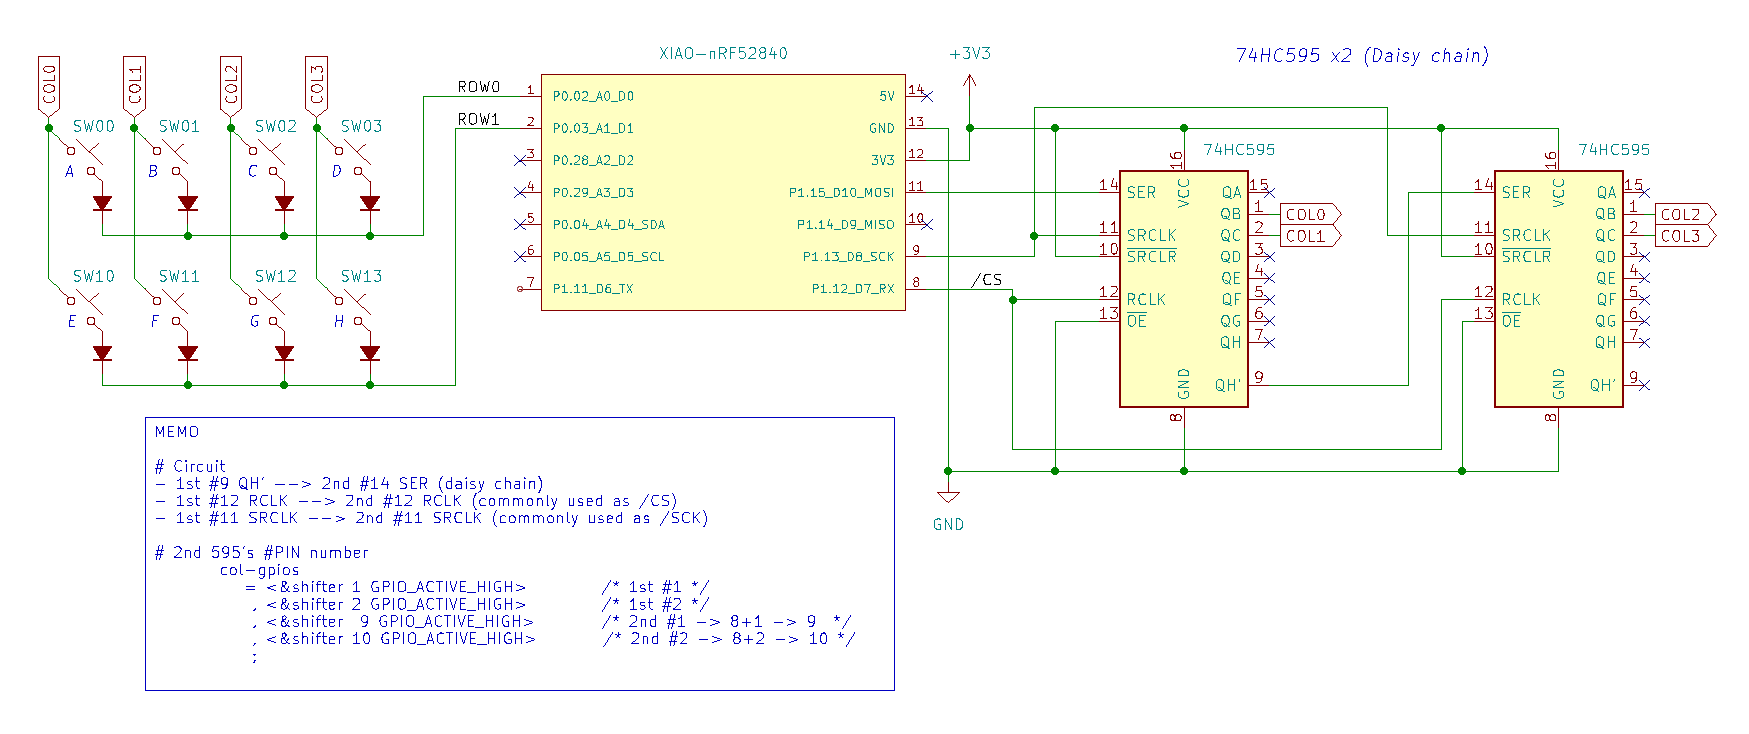 COL0
COL1
COL2
COL3
SW00
SW01
SW02
SW03
A
B
C
D
SW10
SW11
SW12
SW13
E
F
G
H
ROW0
ROW1
XIAO-nRF52840
1 P0.02_A0_D0
2 P0.03_A1_D1
3 P0.28_A2_D2
4 P0.29_A3_D3
5 P0.04_A4_D4_SDA
6 P0.05_A5_D5_SCL
7 P1.11_D6_TX
5V 14
GND 13
3V3 12
P1.15_D10_MOSI 11
P1.14_D9_MISO 10
P1.13_D8_SCK 9
P1.12_D7_RX 8
+3V3
/CS
GND
74HC595 x2 (Daisy chain)
74HC595
16 VCC
14 SER
11 SRCLK
10 SRCLR
12 RCLK
13 OE
QA 15
QB 1
QC 2
QD 3
QE 4
QF 5
QG 6
QH 7
QH' 9
GND 8
COL0
COL1
74HC595
16 VCC
14 SER
11 SRCLK
10 SRCLR
12 RCLK
13 OE
QA 15
QB 1
QC 2
QD 3
QE 4
QF 5
QG 6
QH 7
QH' 9
GND 8
COL2
COL3
MEMO
# Circuit
- 1st #9 QH' --> 2nd #14 SER (daisy chain)
- 1st #12 RCLK --> 2nd #12 RCLK (commonly used as /CS)
- 1st #11 SRCLK --> 2nd #11 SRCLK (commonly used as /SCK)
# 2nd 595's #PIN number
col-gpios
= <&shifter 1 GPIO_ACTIVE_HIGH> /* 1st #1 */
, <&shifter 2 GPIO_ACTIVE_HIGH> /* 1st #2 */
, <&shifter 9 GPIO_ACTIVE_HIGH> /* 2nd #1 -> 8+1 -> 9 */
, <&shifter 10 GPIO_ACTIVE_HIGH> /* 2nd #2 -> 8+2 -> 10 */
;